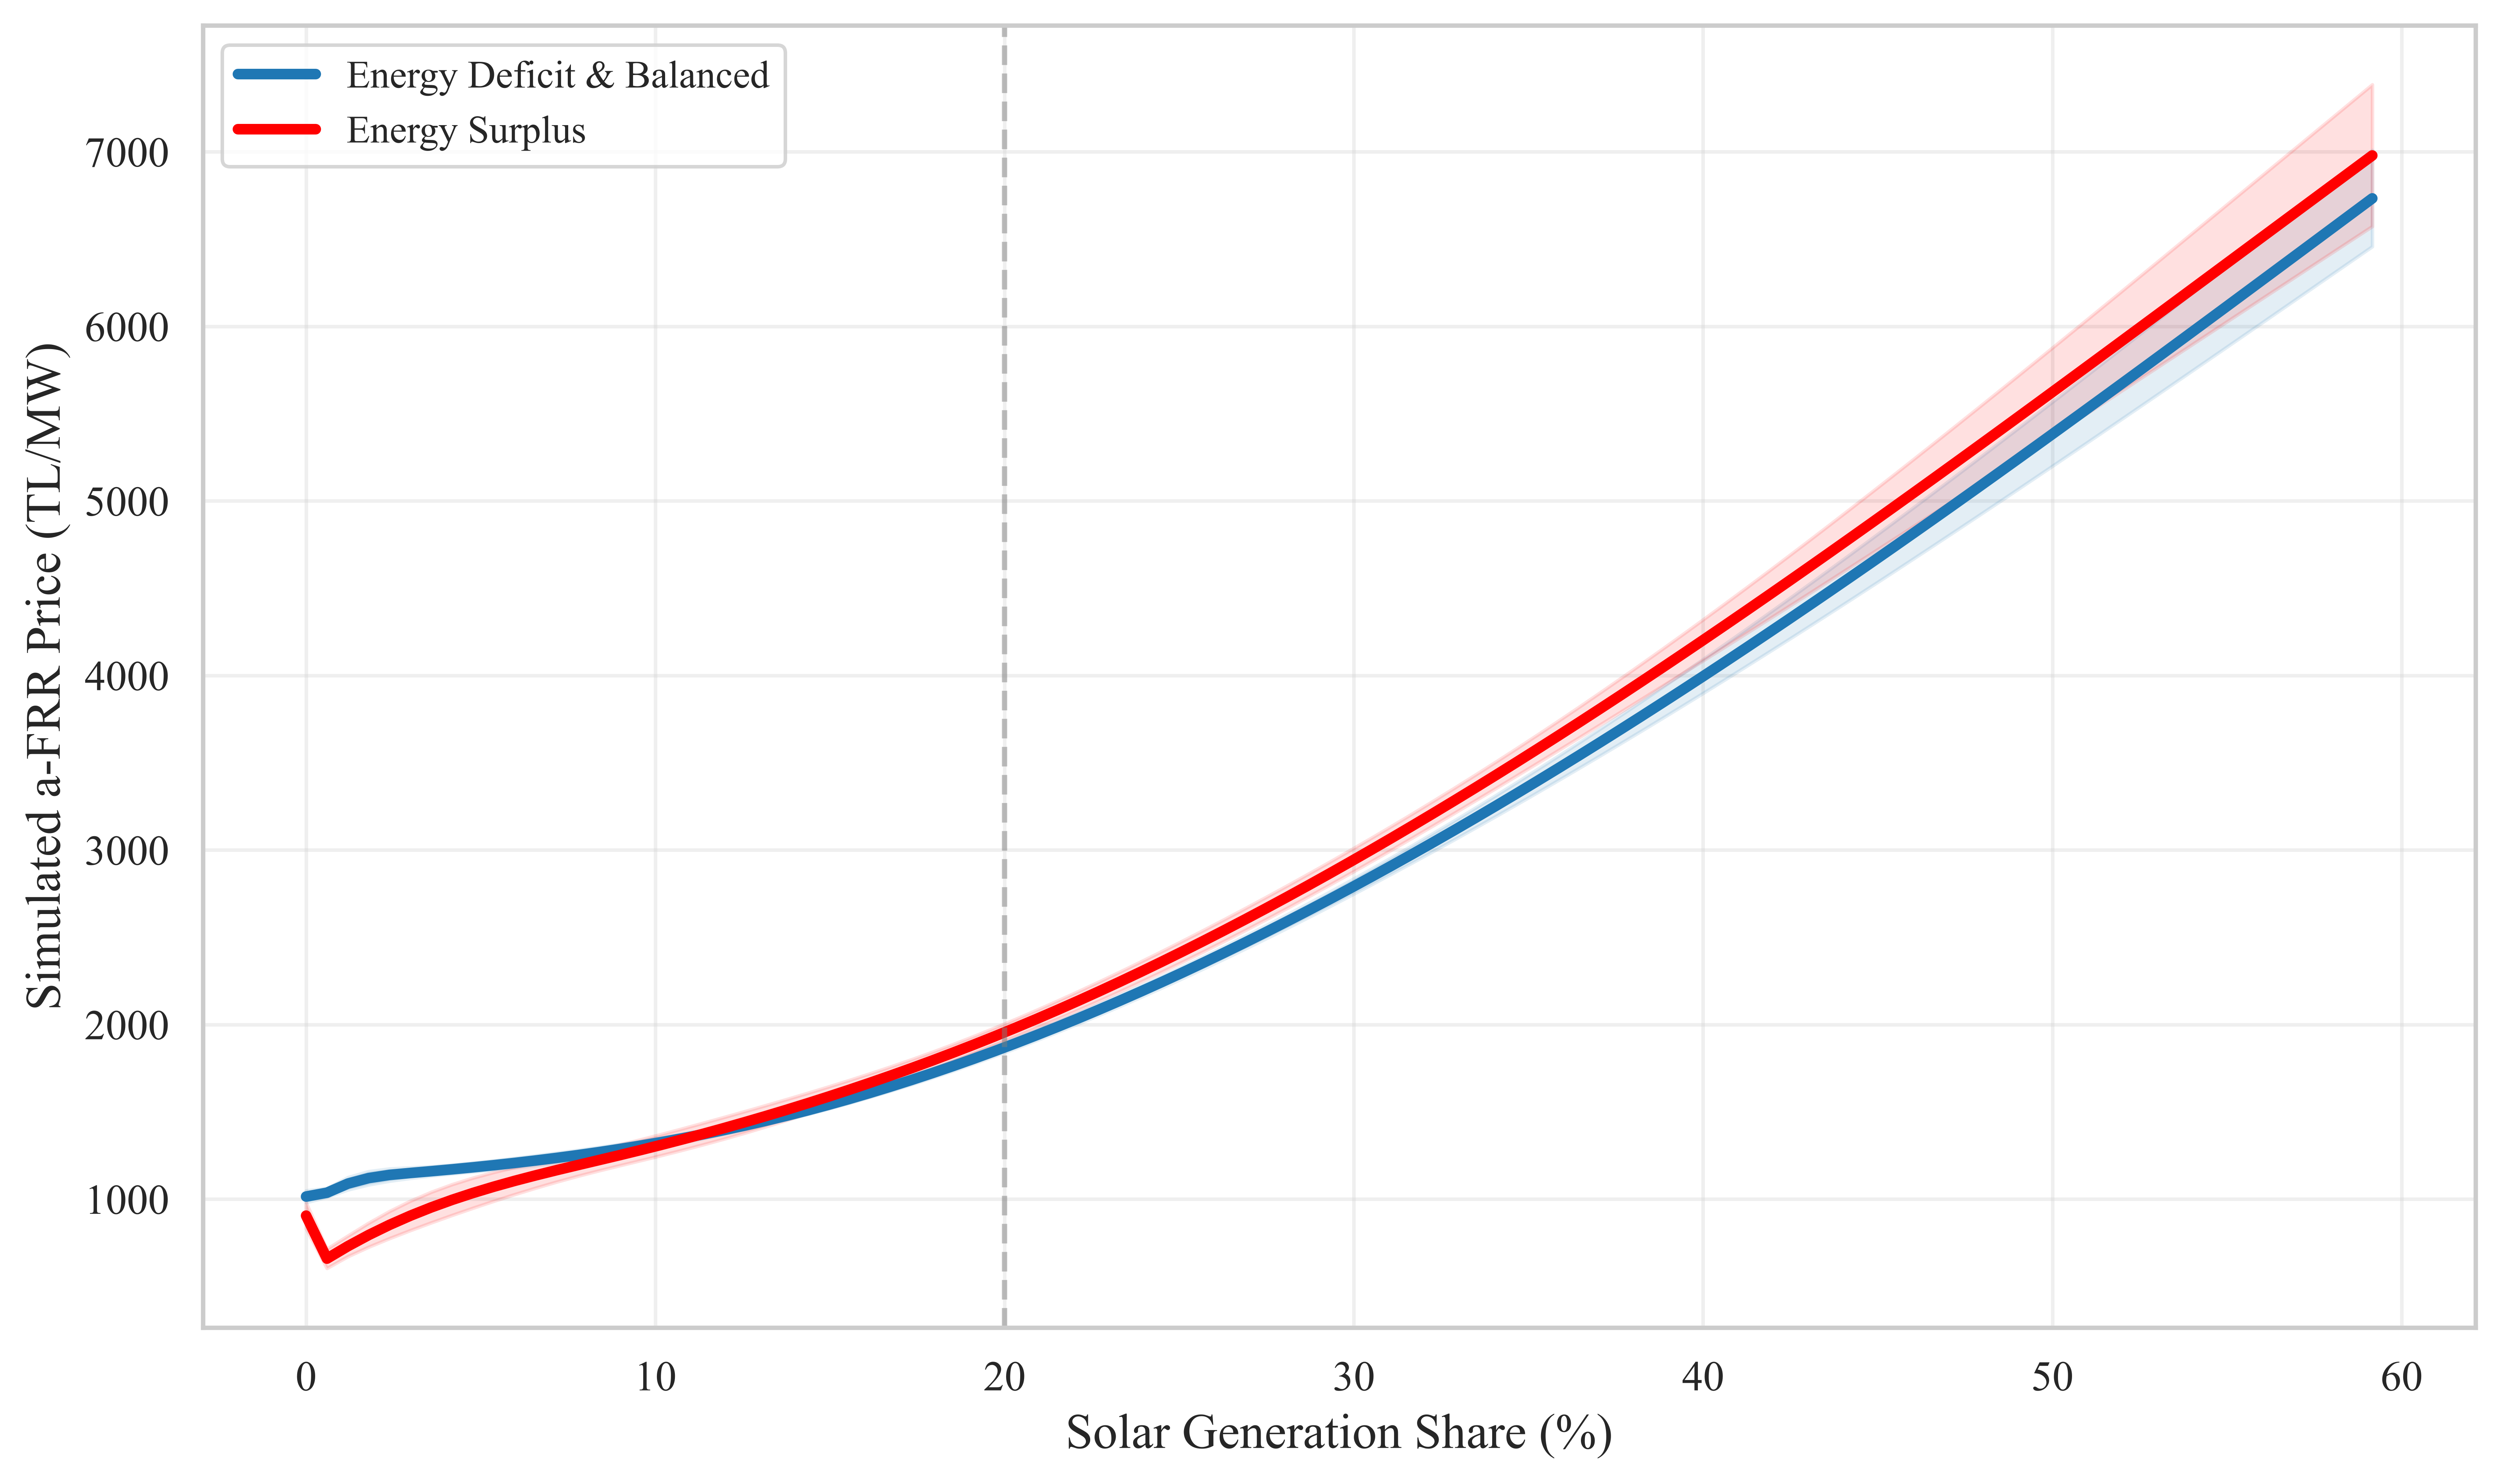 Energy Deficit & Balanced
Energy Surplus
Simulated a-FRR Price (TL/MW)
7000
6000
5000
4000
3000
2000
1000
0 10 20 30 40 50 60
Solar Generation Share (%)